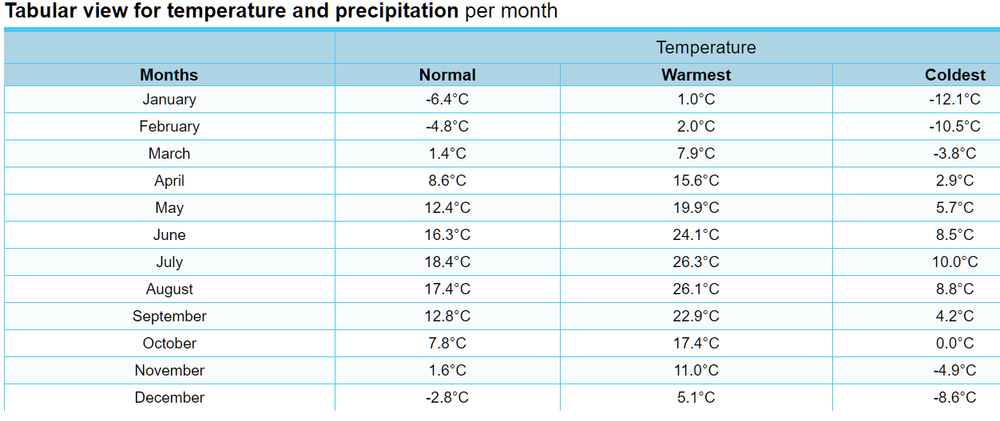 Tabular view for temperature and precipitation per month
Temperature
Months Normal Warmest Coldest
January -6.4°C 1.0°C -12.1°C
February -4.8°C 2.0°C -10.5°C
March 1.4°C 7.9°C -3.8°C
April 8.6°C 15.6°C 2.9°C
May 12.4°C 19.9°C 5.7°C
June 16.3°C 24.1°C 8.5°C
July 18.4°C 26.3°C 10.0°C
August 17.4°C 26.1°C 8.8°C
September 12.8°C 22.9°C 4.2°C
October 7.8°C 17.4°C 0.0°C
November 1.6°C 11.0°C -4.9°C
December -2.8°C 5.1°C -8.6°C